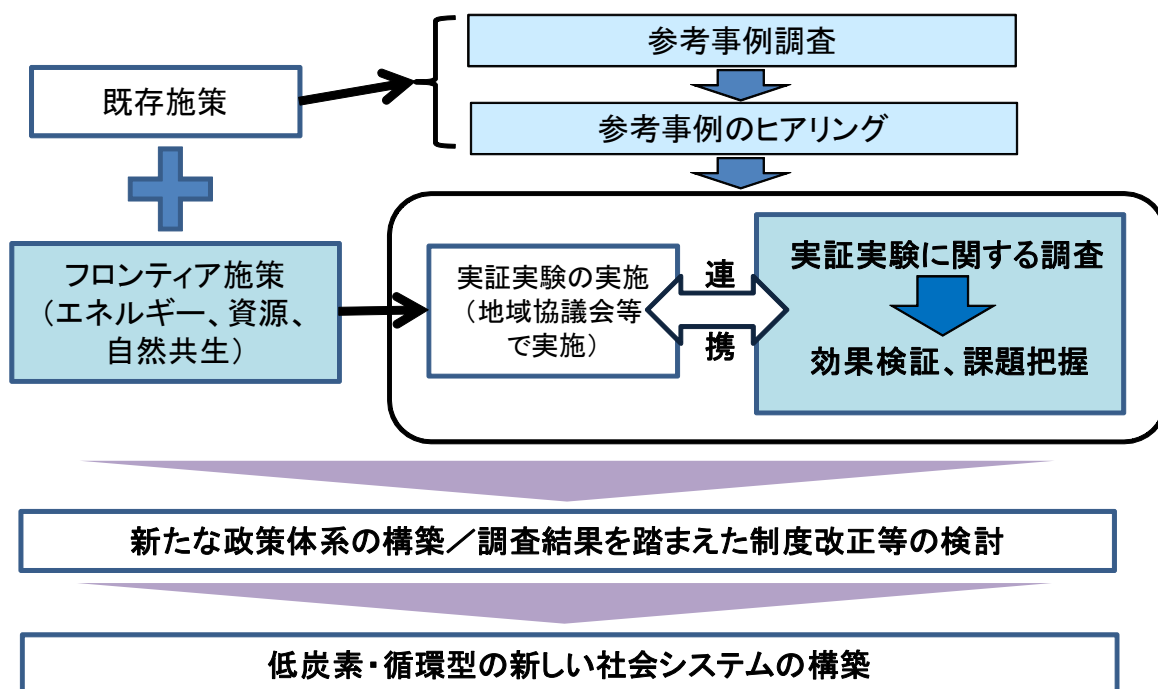 参考事例調査
既存施策
参考事例のヒアリング
フロンティア施策
（エネルギー、資源、
自然共生）
実証実験の実施
（地域協議会等
で実施）
連
携
実証実験に関する調査
効果検証、課題把握
新たな政策体系の構築／調査結果を踏まえた制度改正等の検討
低炭素・循環型の新しい社会システムの構築